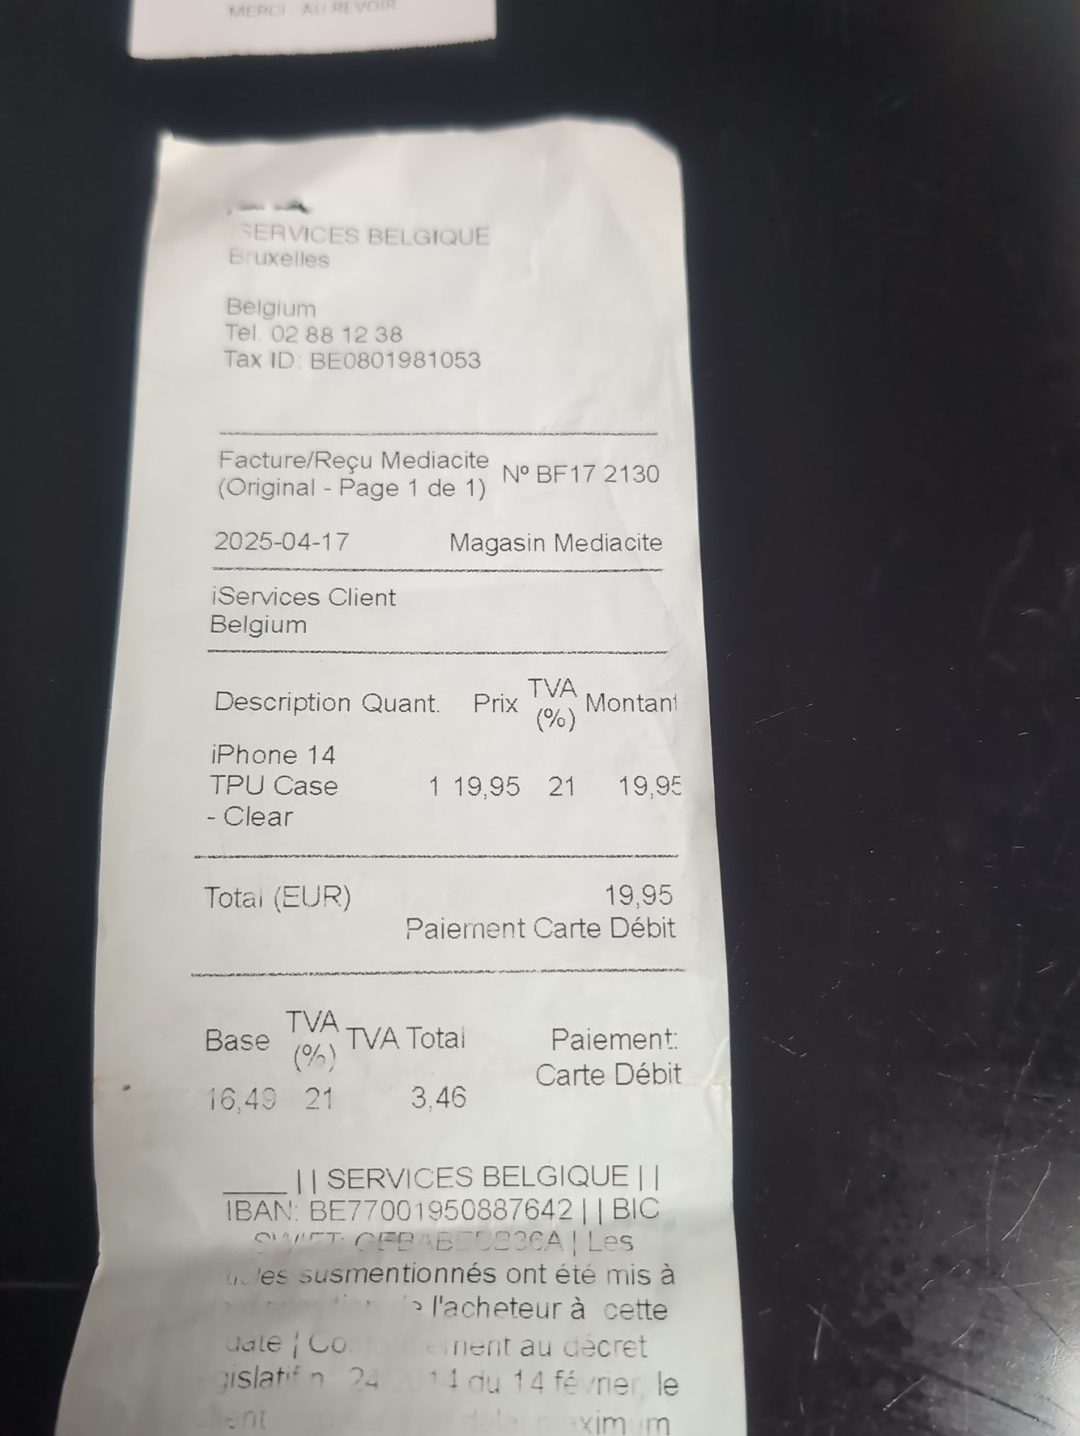 MERCI AU REVOIR
SERVICES BELGIQUE
Bruxelles
Belgium
Tel. 02 88 12 38
Tax ID: BE0801981053
Facture/Reçu Mediacite Nº BF17 2130
(Original - Page 1 de 1)
2025-04-17 Magasin Mediacite
iServices Client
Belgium
Description Quant. Prix TVA (%) Montant
iPhone 14
TPU Case 1 19,95 21 19,95
- Clear
Total (EUR) 19,95
Paiement Carte Débit
Base TVA (%) TVA Total Paiement:
Carte Débit
16,49 21 3,46
____ || SERVICES BELGIQUE ||
IBAN: BE77001950887642 || BIC
| Les
susmentionnés ont été mis à
l'acheteur à cette
date | au décret
24 du 14 février, le